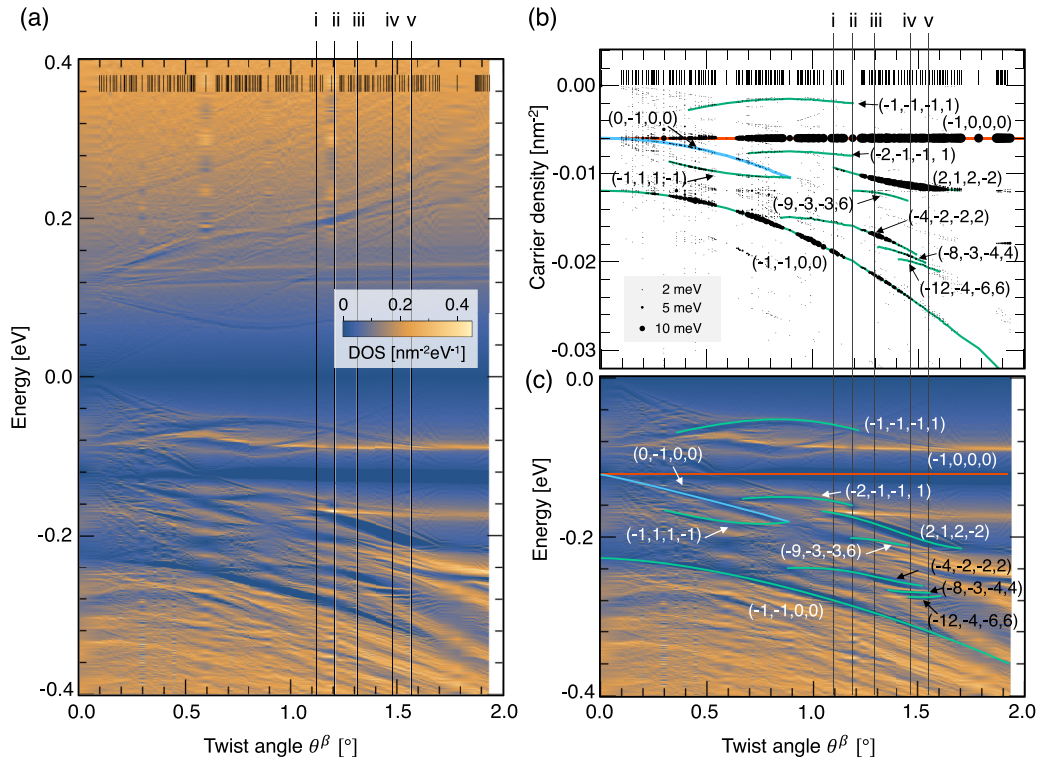 (a)
i ii iii iv v
0.4
0.2
0.0
-0.2
-0.4
Energy [eV]
0 0.2 0.4
DOS [nm⁻²eV⁻¹]
0.0 0.5 1.0 1.5 2.0
Twist angle θᵝ [°]
(b)
i ii iii iv v
0.00
-0.01
-0.02
-0.03
Carrier density [nm⁻²]
(-1,-1,-1,1)
(0,-1,0,0)
(-1,0,0,0)
(-2,-1,-1, 1)
(-1,1,1,-1)
(2,1,2,-2)
(-9,-3,-3,6)
(-4,-2,-2,2)
(-1,-1,0,0)
(-8,-3,-4,4)
(-12,-4,-6,6)
2 meV
5 meV
10 meV
(c)
0.0
-0.2
-0.4
Energy [eV]
(-1,-1,-1,1)
(0,-1,0,0)
(-1,0,0,0)
(-2,-1,-1, 1)
(-1,1,1,-1)
(2,1,2,-2)
(-9,-3,-3,6)
(-4,-2,-2,2)
(-8,-3,-4,4)
(-1,-1,0,0)
(-12,-4,-6,6)
0.0 0.5 1.0 1.5 2.0
Twist angle θᵝ [°]